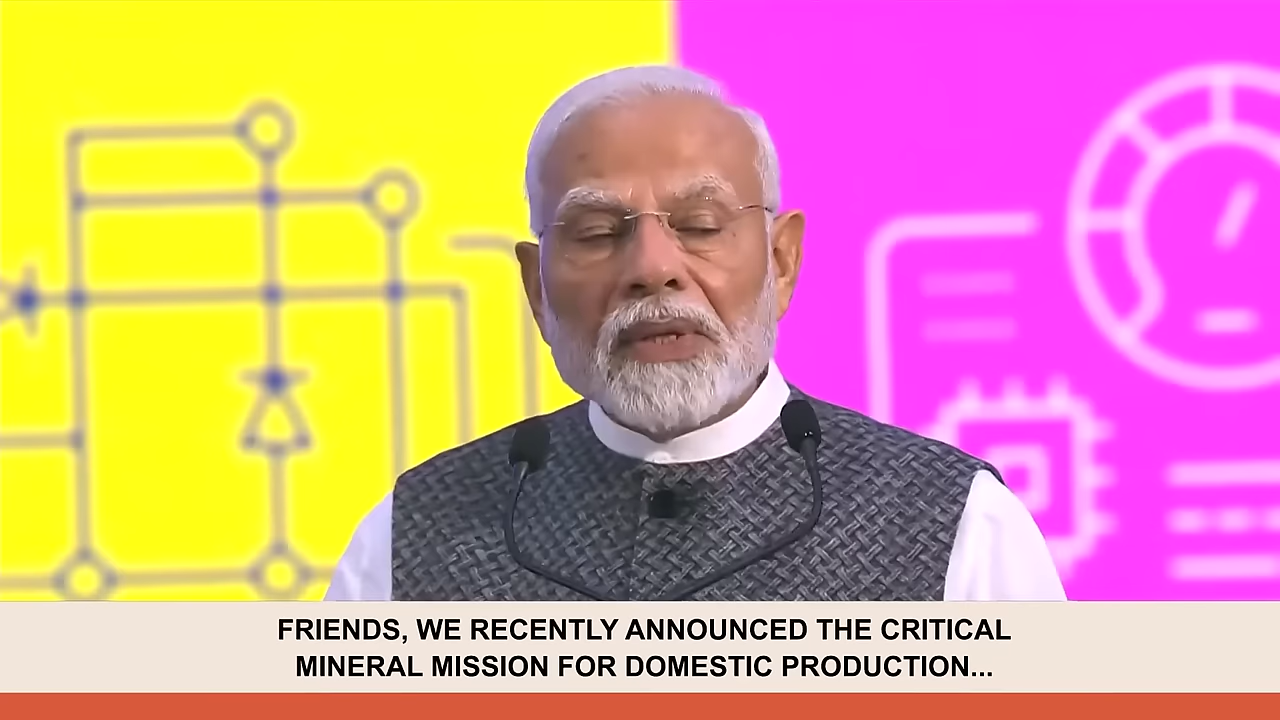 FRIENDS, WE RECENTLY ANNOUNCED THE CRITICAL
MINERAL MISSION FOR DOMESTIC PRODUCTION...